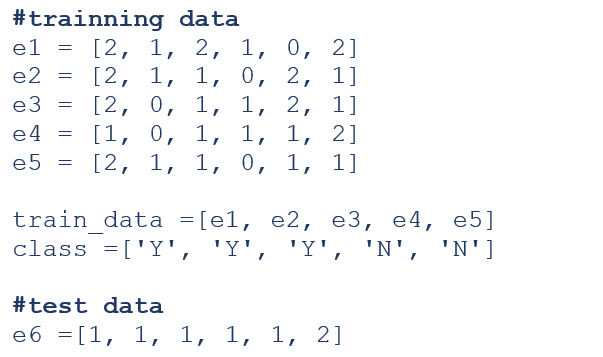 #trainning data
e1 = [2, 1, 2, 1, 0, 2]
e2 = [2, 1, 1, 0, 2, 1]
e3 = [2, 0, 1, 1, 2, 1]
e4 = [1, 0, 1, 1, 1, 2]
e5 = [2, 1, 1, 0, 1, 1]
train_data =[e1, e2, e3, e4, e5]
class =['Y', 'Y', 'Y', 'N', 'N']
#test data
e6 =[1, 1, 1, 1, 1, 2]